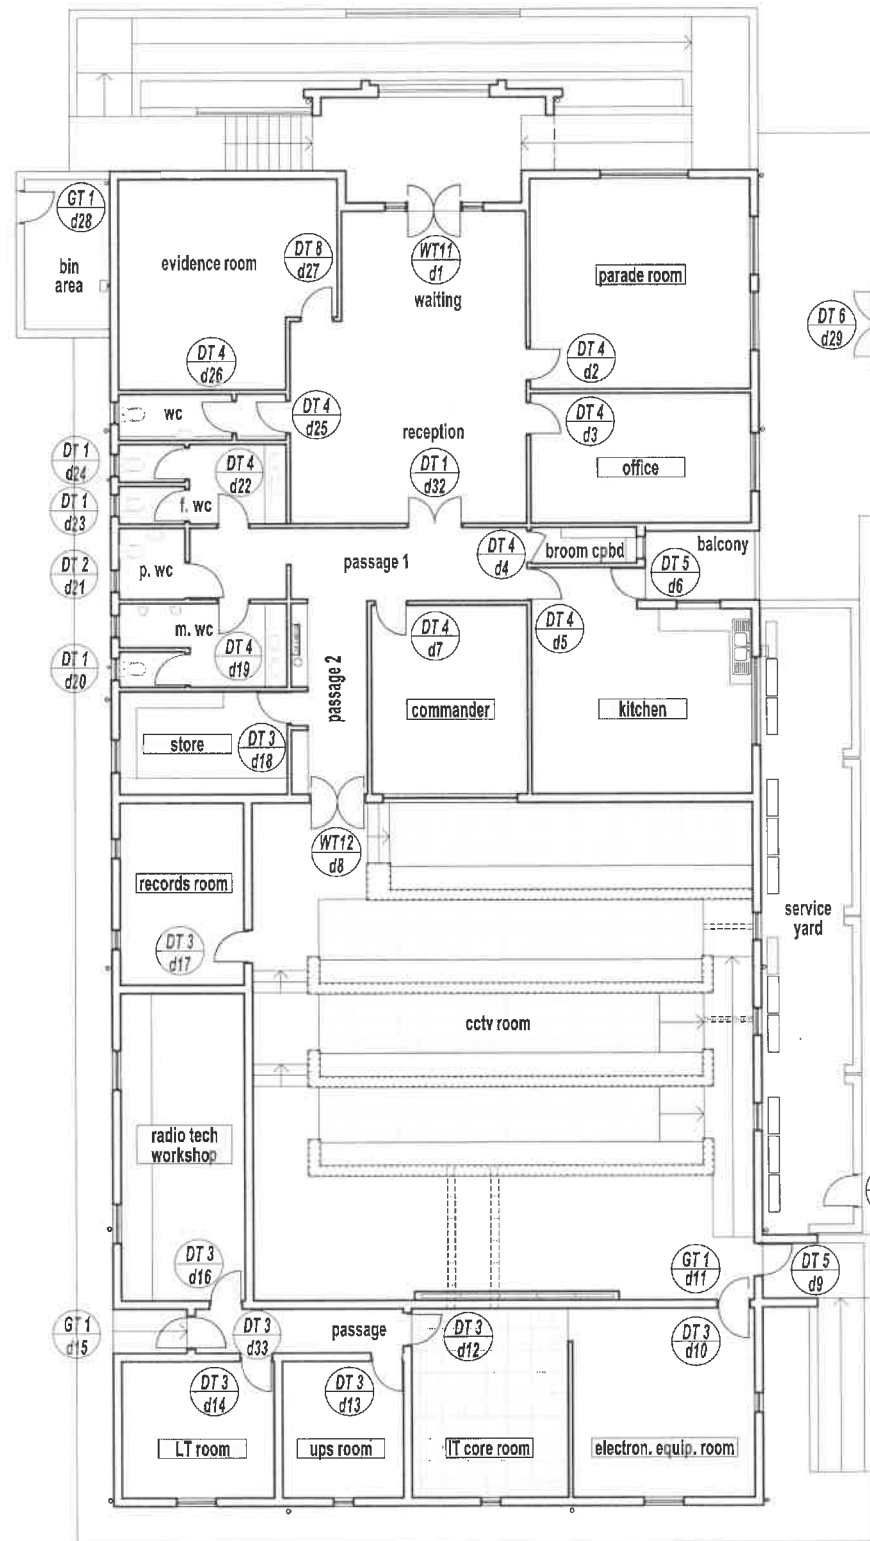 GT 1
d28
bin
area
evidence room
DT 8
d27
WT11
d1
waiting
parade room
DT 6
d29
DT 4
d26
DT 4
d2
wc
DT 4
d25
DT 4
d3
reception
office
DT 1
d24
DT 4
d22
DT 1
d32
DT 1
d23
f. wc
DT 4
d4
broom cpbd
balcony
DT 2
d21
p. wc
passage 1
DT 5
d6
m. wc
DT 4
d19
DT 4
d7
DT 4
d5
DT 1
d20
passage 2
commander
kitchen
store
DT 3
d18
WT12
d8
records room
service
yard
DT 3
d17
cctv room
radio tech
workshop
DT 3
d16
GT 1
d11
DT 5
d9
GT 1
d15
DT 3
d33
passage
DT 3
d12
DT 3
d10
DT 3
d14
DT 3
d13
LT room
ups room
IT core room
electron. equip. room